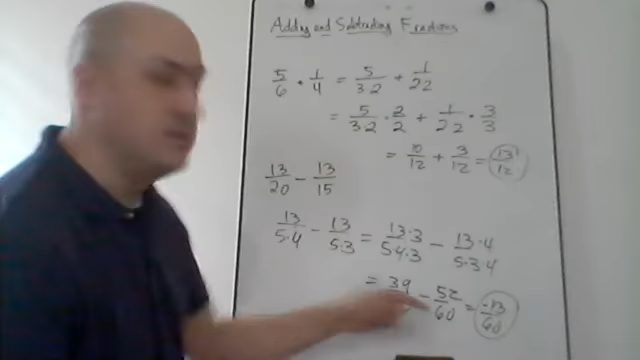 Adding and Subtracting Fractions
5/6 + 1/4 = 5/3·2 + 1/2·2
= 5/3·2 · 2/2 + 1/2·2 · 3/3
= 10/12 + 3/12 = 13/12
13/20 - 13/15
13/5·4 - 13/5·3 = 13·3/5·4·3 - 13·4/5·3·4
= 39 - 52/60 = -13/60